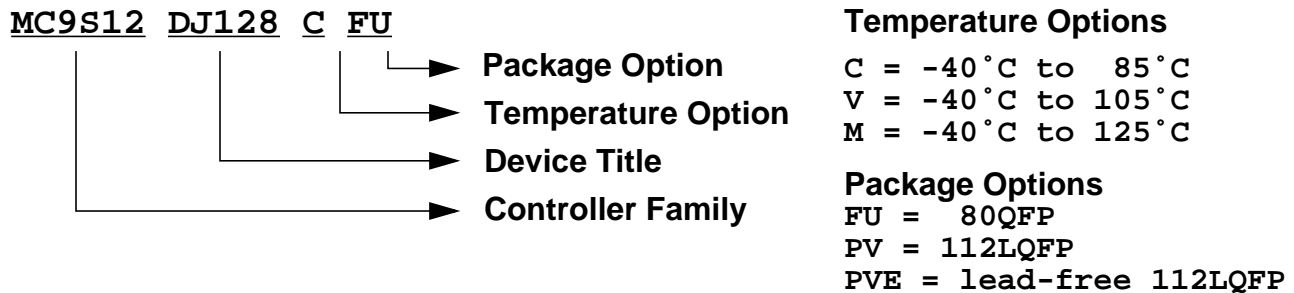 MC9S12 DJ128 C FU
Package Option
Temperature Option
Device Title
Controller Family
Temperature Options
C = -40˚C to  85˚C
V = -40˚C to 105˚C
M = -40˚C to 125˚C
Package Options
FU =  80QFP
PV = 112LQFP
PVE = lead-free 112LQFP